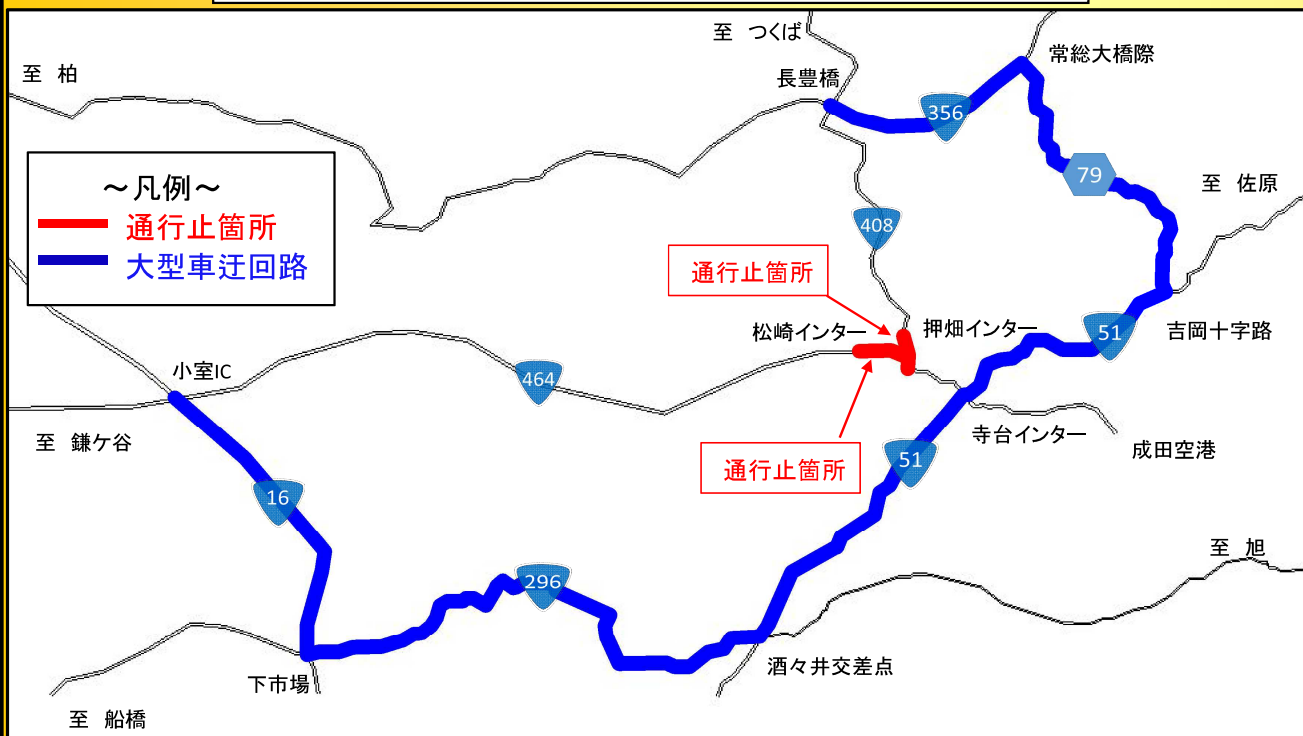 至 つくば
常総大橋際
至 柏
長豊橋
356
～凡例～
通行止箇所
大型車迂回路
79
至 佐原
408
通行止箇所
松崎インター
押畑インター
51
吉岡十字路
小室IC
464
至 鎌ケ谷
寺台インター
成田空港
通行止箇所
51
16
至 旭
296
酒々井交差点
下市場
至 船橋